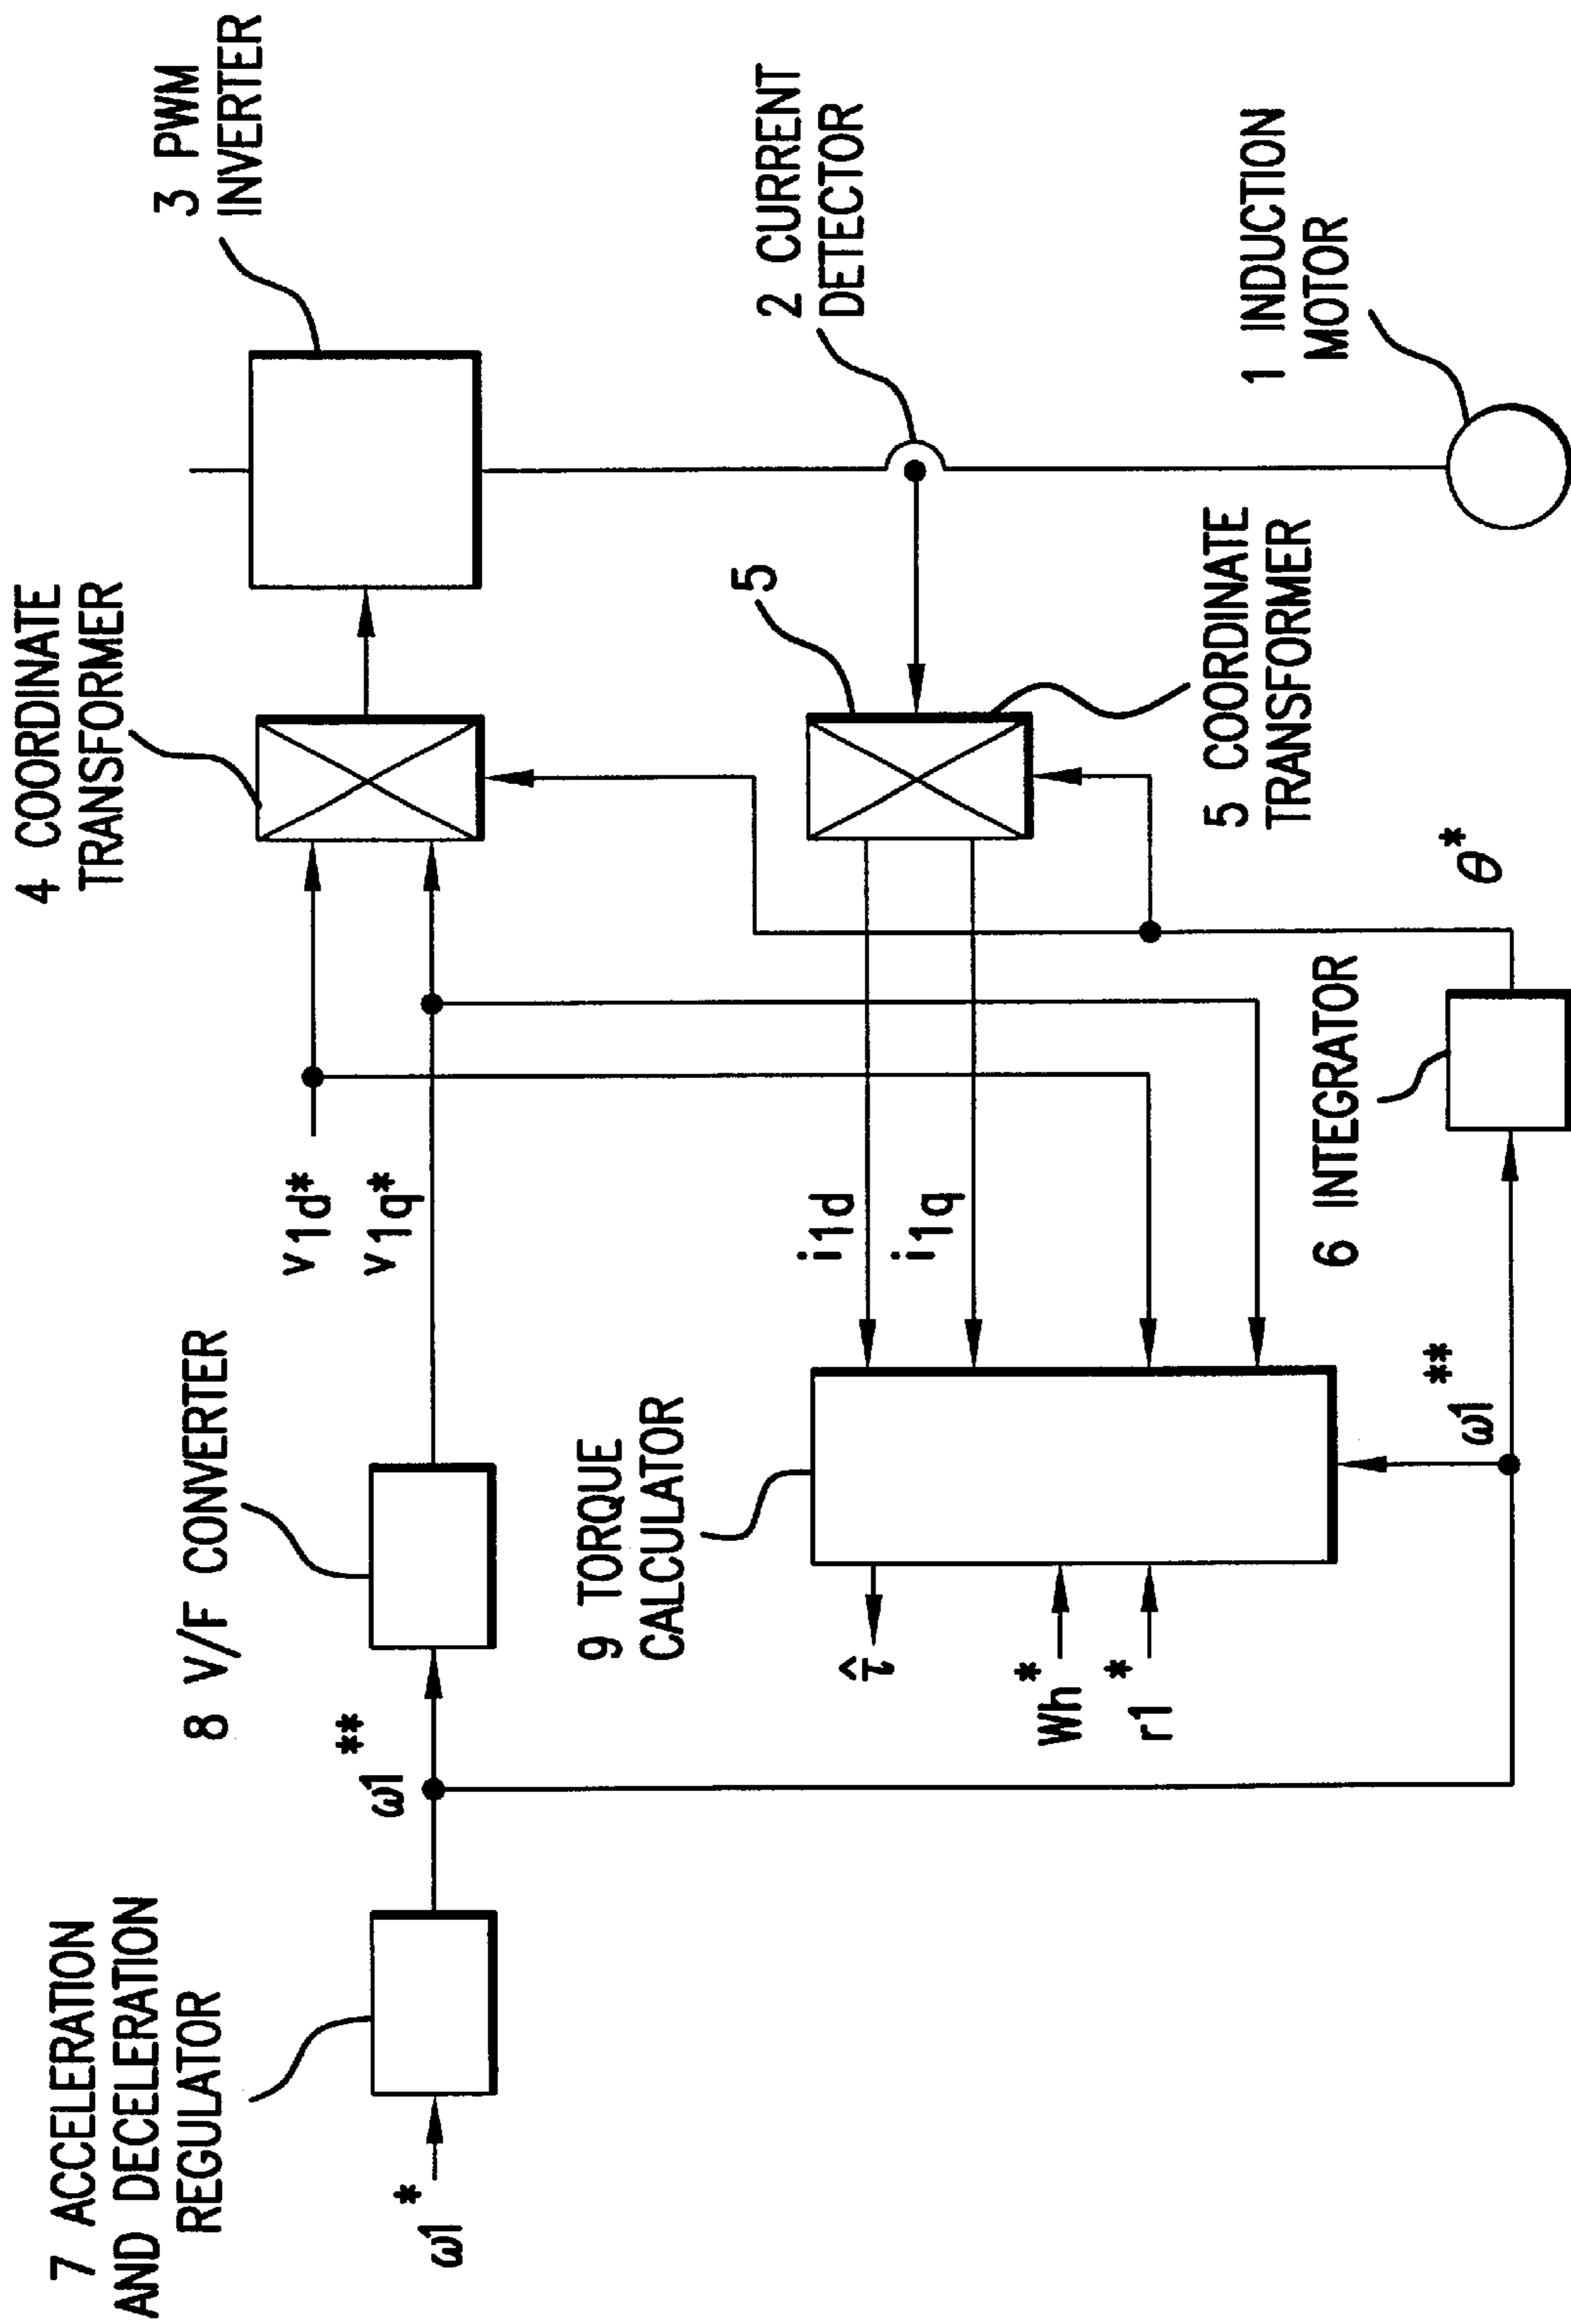 7 ACCELERATION
AND DECELERATION
REGULATOR
8 V/F CONVERTER
4 COORDINATE
TRANSFORMER
3 PWM
INVERTER
ω1*
ω1**
v1d*
v1q*
9 TORQUE
CALCULATOR
i1d
i1q
5
2 CURRENT
DETECTOR
τ̂
Wh*
r1*
5 COORDINATE
TRANSFORMER
1 INDUCTION
MOTOR
ω1**
6 INTEGRATOR
θ*